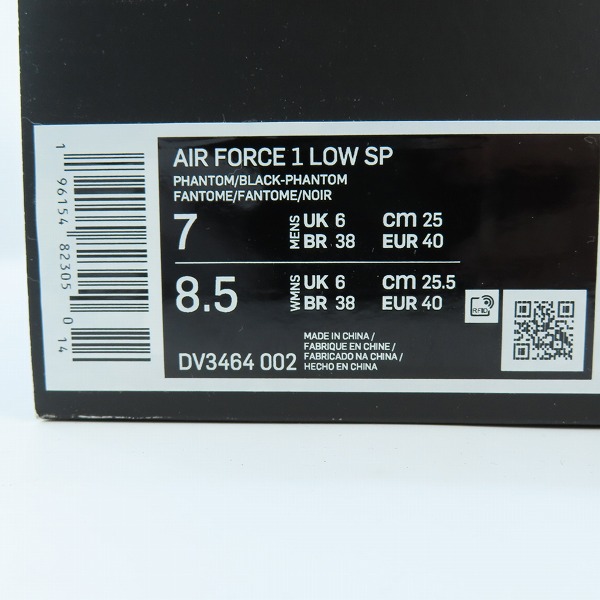 AIR FORCE 1 LOW SP
PHANTOM/BLACK-PHANTOM
FANTOME/FANTOME/NOIR
7 MENS UK 6 cm 25
BR 38 EUR 40
8.5 WMNS UK 6 cm 25.5
BR 38 EUR 40
RFID
DV3464 002
MADE IN CHINA/
FABRIQUE EN CHINE/
FABRICADO NA CHINA/
HECHO EN CHINA
1 96154 82305 0 14